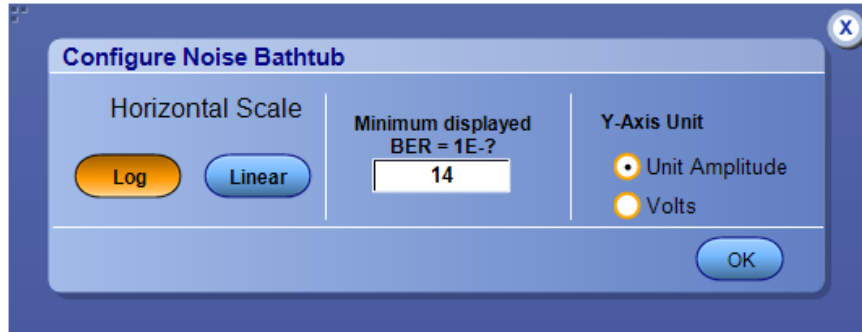 X
Configure Noise Bathtub
Horizontal Scale
Log
Linear
Minimum displayed
BER = 1E-?
14
Y-Axis Unit
Unit Amplitude
Volts
OK